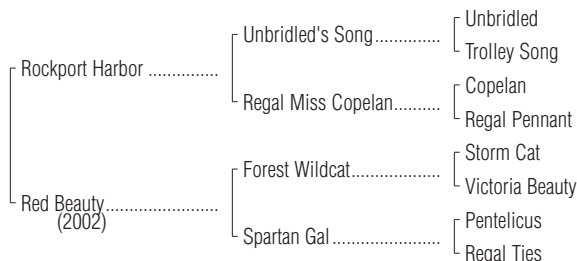 Unbridled
Unbridled's Song..............
Trolley Song
Rockport Harbor ...............
Copelan
Regal Miss Copelan..........
Regal Pennant
Storm Cat
Forest Wildcat...................
Victoria Beauty
Red Beauty........................
(2002)
Pentelicus
Spartan Gal.......................
Regal Ties